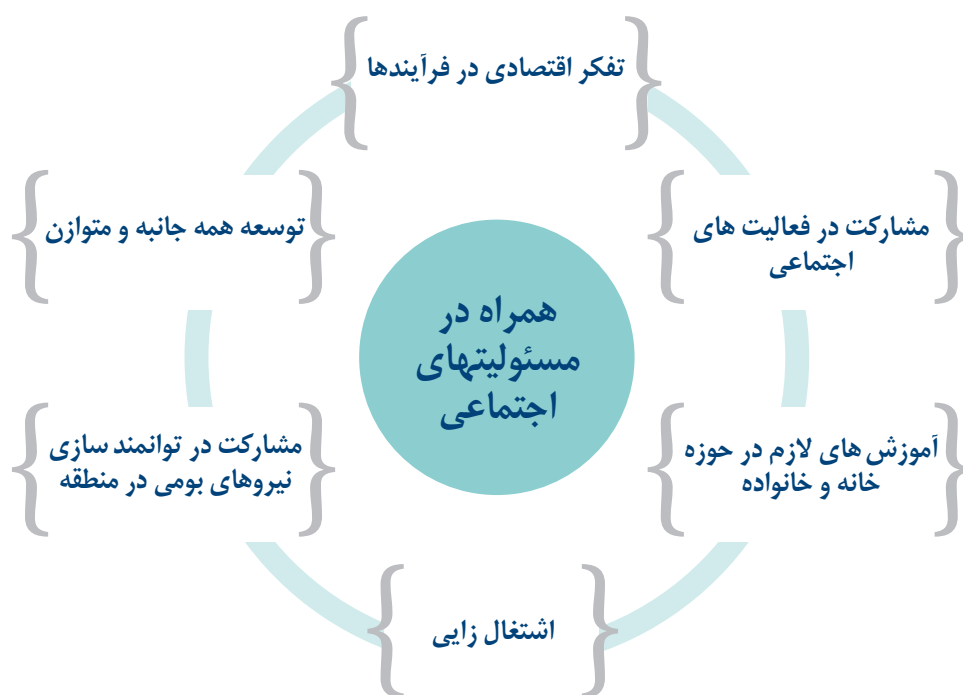 تفکر اقتصادی در فرآیندها
مشارکت در فعالیت های
اجتماعی
توسعه همه جانبه و متوازن
همراه در
مسئولیتهای
اجتماعی
آموزش های لازم در حوزه
خانه و خانواده
مشارکت در توانمند سازی
نیروهای بومی در منطقه
اشتغال زایی